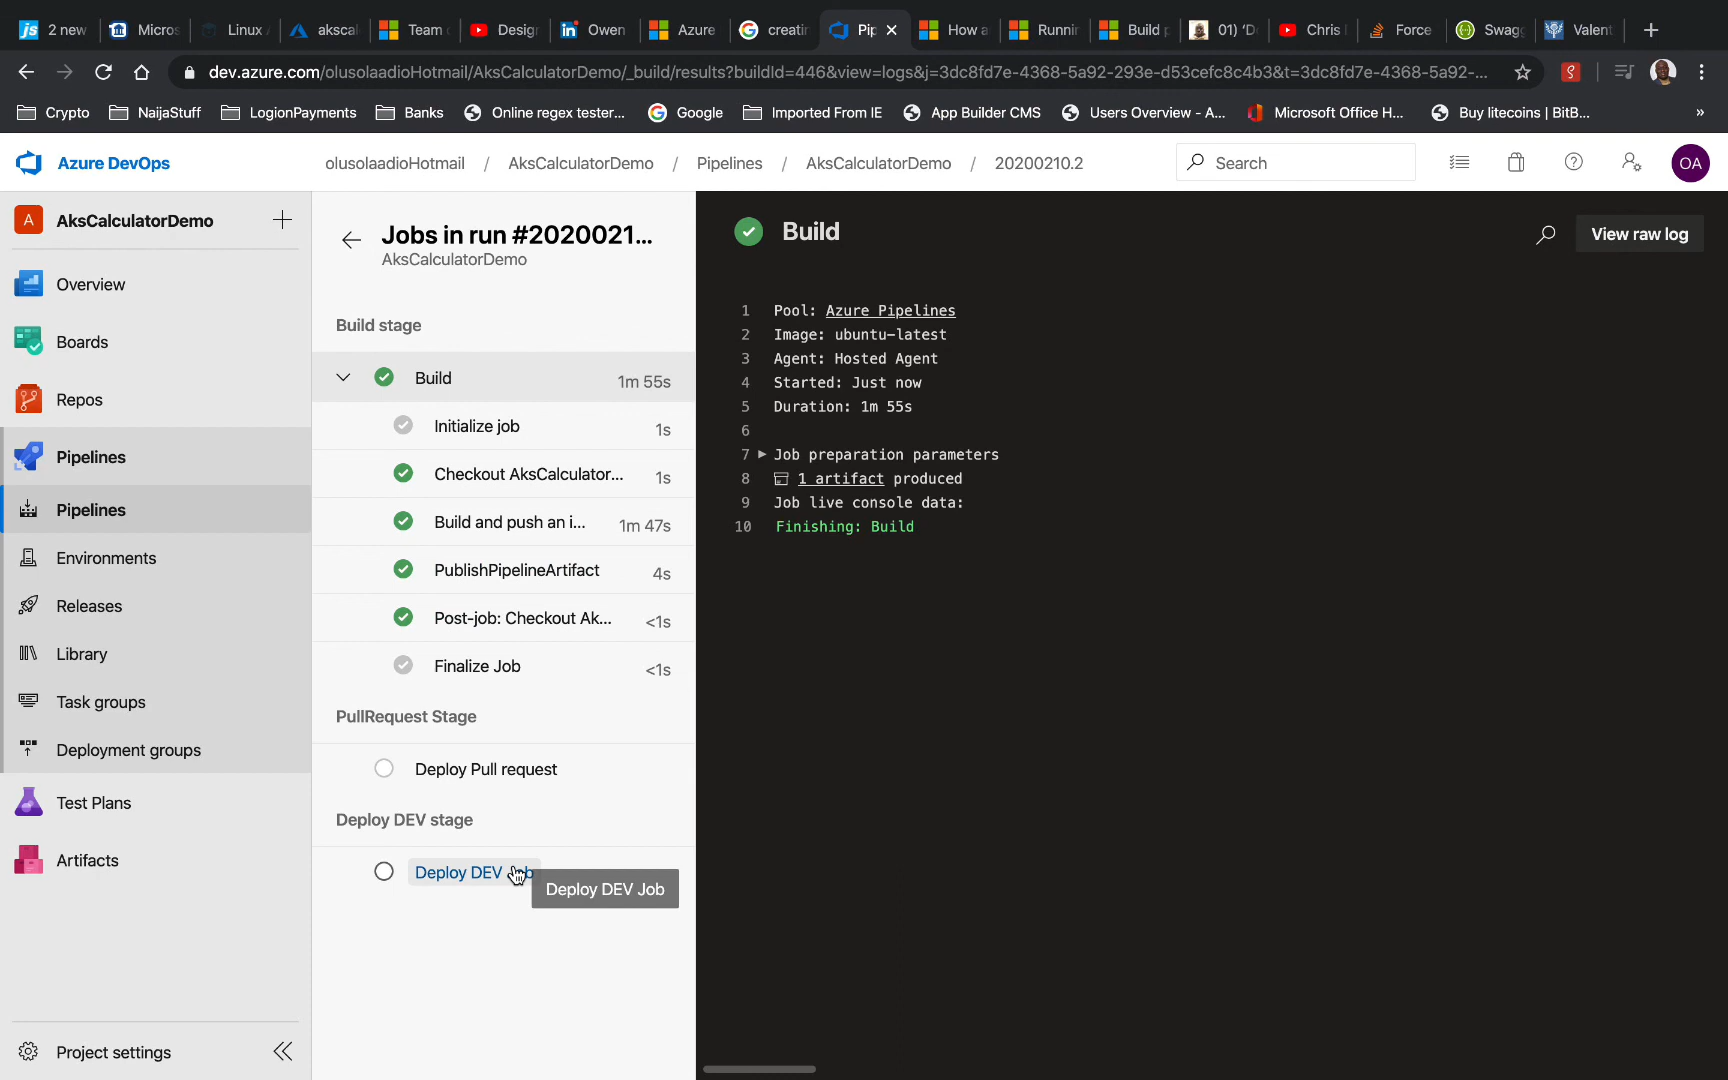 2 new
Micros
Linux
akscal
Team
Design
Owen
Azure
creatin
Pip
How a
Runnin
Build p
01) 'De
Chris
Force
Swagg
Valent
dev.azure.com/olusolaadioHotmail/AksCalculatorDemo/_build/results?buildId=446&view=logs&j=3dc8fd7e-4368-5a92-293e-d53cefc8c4b3&t=3dc8fd7e-4368-5a92-...
Crypto
NaijaStuff
LogionPayments
Banks
Online regex tester...
Google
Imported From IE
App Builder CMS
Users Overview - A...
Microsoft Office H...
Buy litecoins | BitB...
»
Azure DevOps
olusolaadioHotmail / AksCalculatorDemo / Pipelines / AksCalculatorDemo / 20200210.2
Search
OA
A AksCalculatorDemo
Overview
Boards
Repos
Pipelines
Pipelines
Environments
Releases
Library
Task groups
Deployment groups
Test Plans
Artifacts
Project settings
Jobs in run #2020021...
AksCalculatorDemo
Build stage
Build 1m 55s
Initialize job 1s
Checkout AksCalculator... 1s
Build and push an i... 1m 47s
PublishPipelineArtifact 4s
Post-job: Checkout Ak... <1s
Finalize Job <1s
PullRequest Stage
Deploy Pull request
Deploy DEV stage
Deploy DEV Job
Deploy DEV Job
Build
View raw log
1 Pool: Azure Pipelines
2 Image: ubuntu-latest
3 Agent: Hosted Agent
4 Started: Just now
5 Duration: 1m 55s
6
7 Job preparation parameters
8 1 artifact produced
9 Job live console data:
10 Finishing: Build